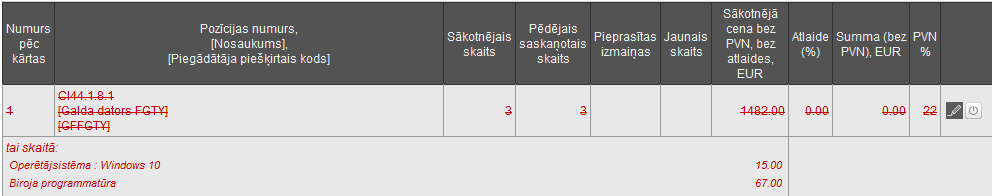 Numurs pēc kārtas
Pozīcijas numurs,
[Nosaukums],
[Piegādātāja piešķirtais kods]
Sākotnējais skaits
Pēdējais saskaņotais skaits
Pieprasītas izmaiņas
Jaunais skaits
Sākotnējā cena bez PVN, bez atlaides, EUR
Atlaide (%)
Summa (bez PVN), EUR
PVN %
1
CI44.1.8.1
[Galda dators FGTY]
[GFFGTY]
3
3
1482.00
0.00
0.00
22
tai skaitā:
Operētājsistēma : Windows 10 15.00
Biroja programmatūra 67.00